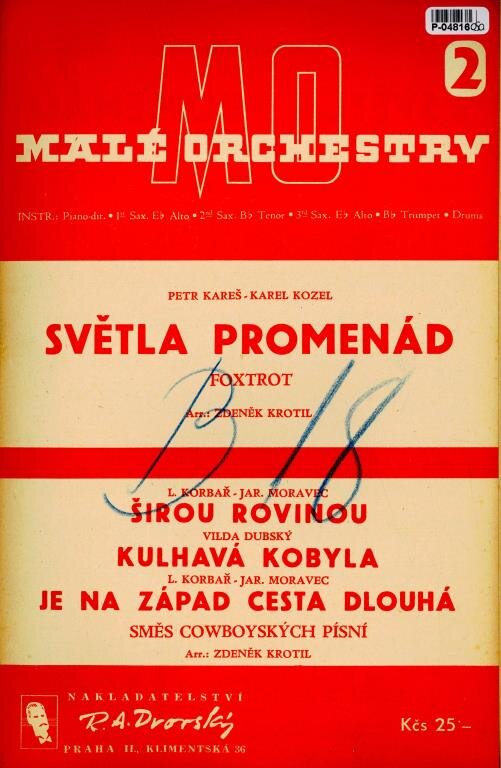 P-04816 050
2
MO
MALÉ ORCHESTRY
INSTR.: Piano-dir. • 1st Sax. E♭ Alto • 2nd Sax. B♭ Tenor • 3rd Sax. E♭ Alto • B♭ Trumpet • Drums
PETR KAREŠ - KAREL KOZEL
SVĚTLA PROMENÁD
FOXTROT
Arr.: ZDENĚK KROTIL
B 18
L. KORBAŘ - JAR. MORAVEC
ŠIROU ROVINOU
VILDA DUBSKÝ
KULHAVÁ KOBYLA
L. KORBAŘ - JAR. MORAVEC
JE NA ZÁPAD CESTA DLOUHÁ
SMĚS COWBOYSKÝCH PÍSNÍ
Arr.: ZDENĚK KROTIL
NAKLADATELSTVÍ
R. A. Dvorský
PRAHA II., KLIMENTSKÁ 36
Kčs 25·–